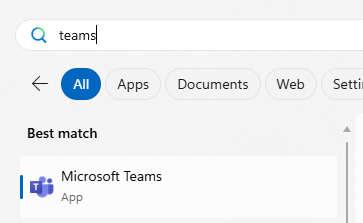 teams
All Apps Documents Web
Best match
Microsoft Teams
App